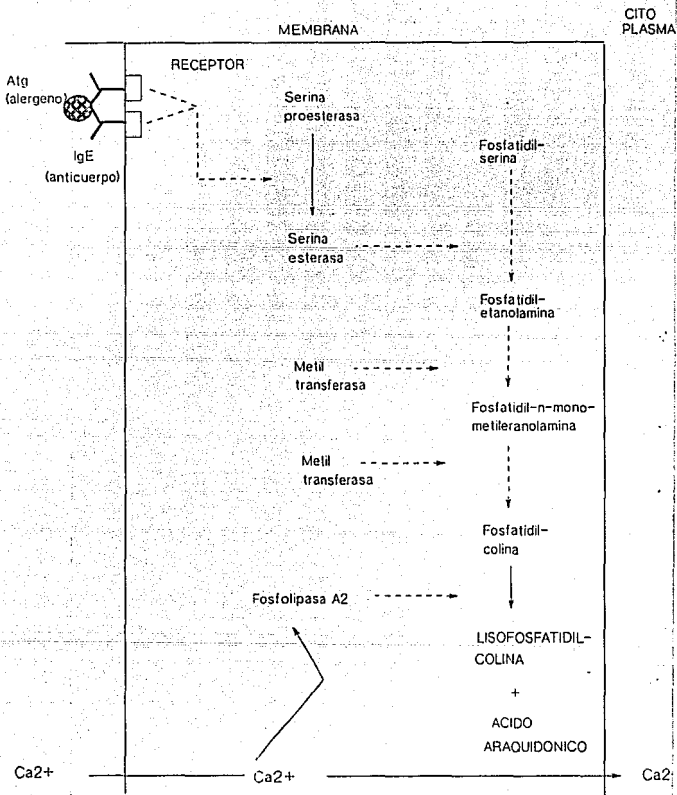 CITO
PLASMA
MEMBRANA
RECEPTOR
Atg
(alergeno)
IgE
(anticuerpo)
Serina
proesterasa
Fosfatidil-
serina
Serina
esterasa
Fosfatidil-
etanolamina
Metil
transferasa
Fosfatidil-n-mono-
metileranolamina
Metil
transferasa
Fosfatidil-
colina
Fosfolipasa A2
LISOFOSFATIDIL-
COLINA
+
ACIDO
ARAQUIDONICO
Ca2+
Ca2+
Ca2